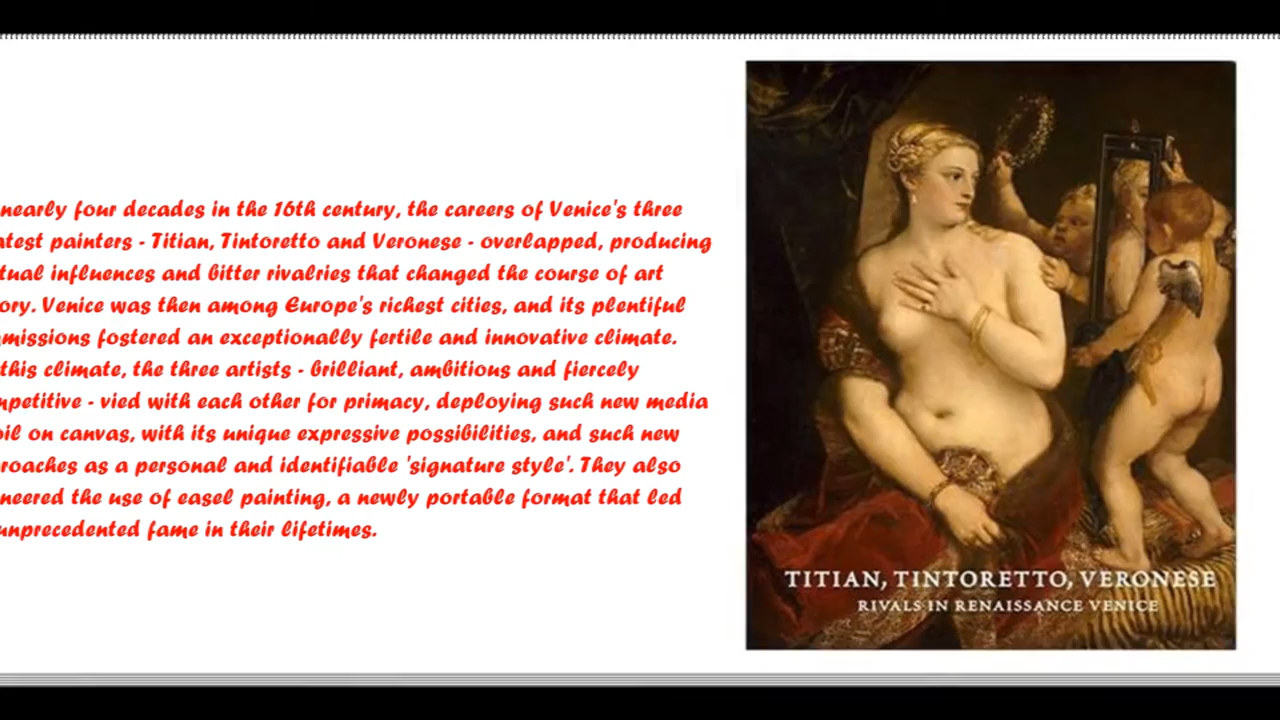 nearly four decades in the 16th century, the careers of Venice's three
atest painters - Titian, Tintoretto and Veronese - overlapped, producing
tual influences and bitter rivalries that changed the course of art
ory. Venice was then among Europe's richest cities, and its plentiful
missions fostered an exceptionally fertile and innovative climate.
this climate, the three artists - brilliant, ambitious and fiercely
mpetitive - vied with each other for primacy, deploying such new media
oil on canvas, with its unique expressive possibilities, and such new
roaches as a personal and identifiable 'signature style'. They also
neered the use of easel painting, a newly portable format that led
unprecedented fame in their lifetimes.
TITIAN, TINTORETTO, VERONESE
RIVALS IN RENAISSANCE VENICE